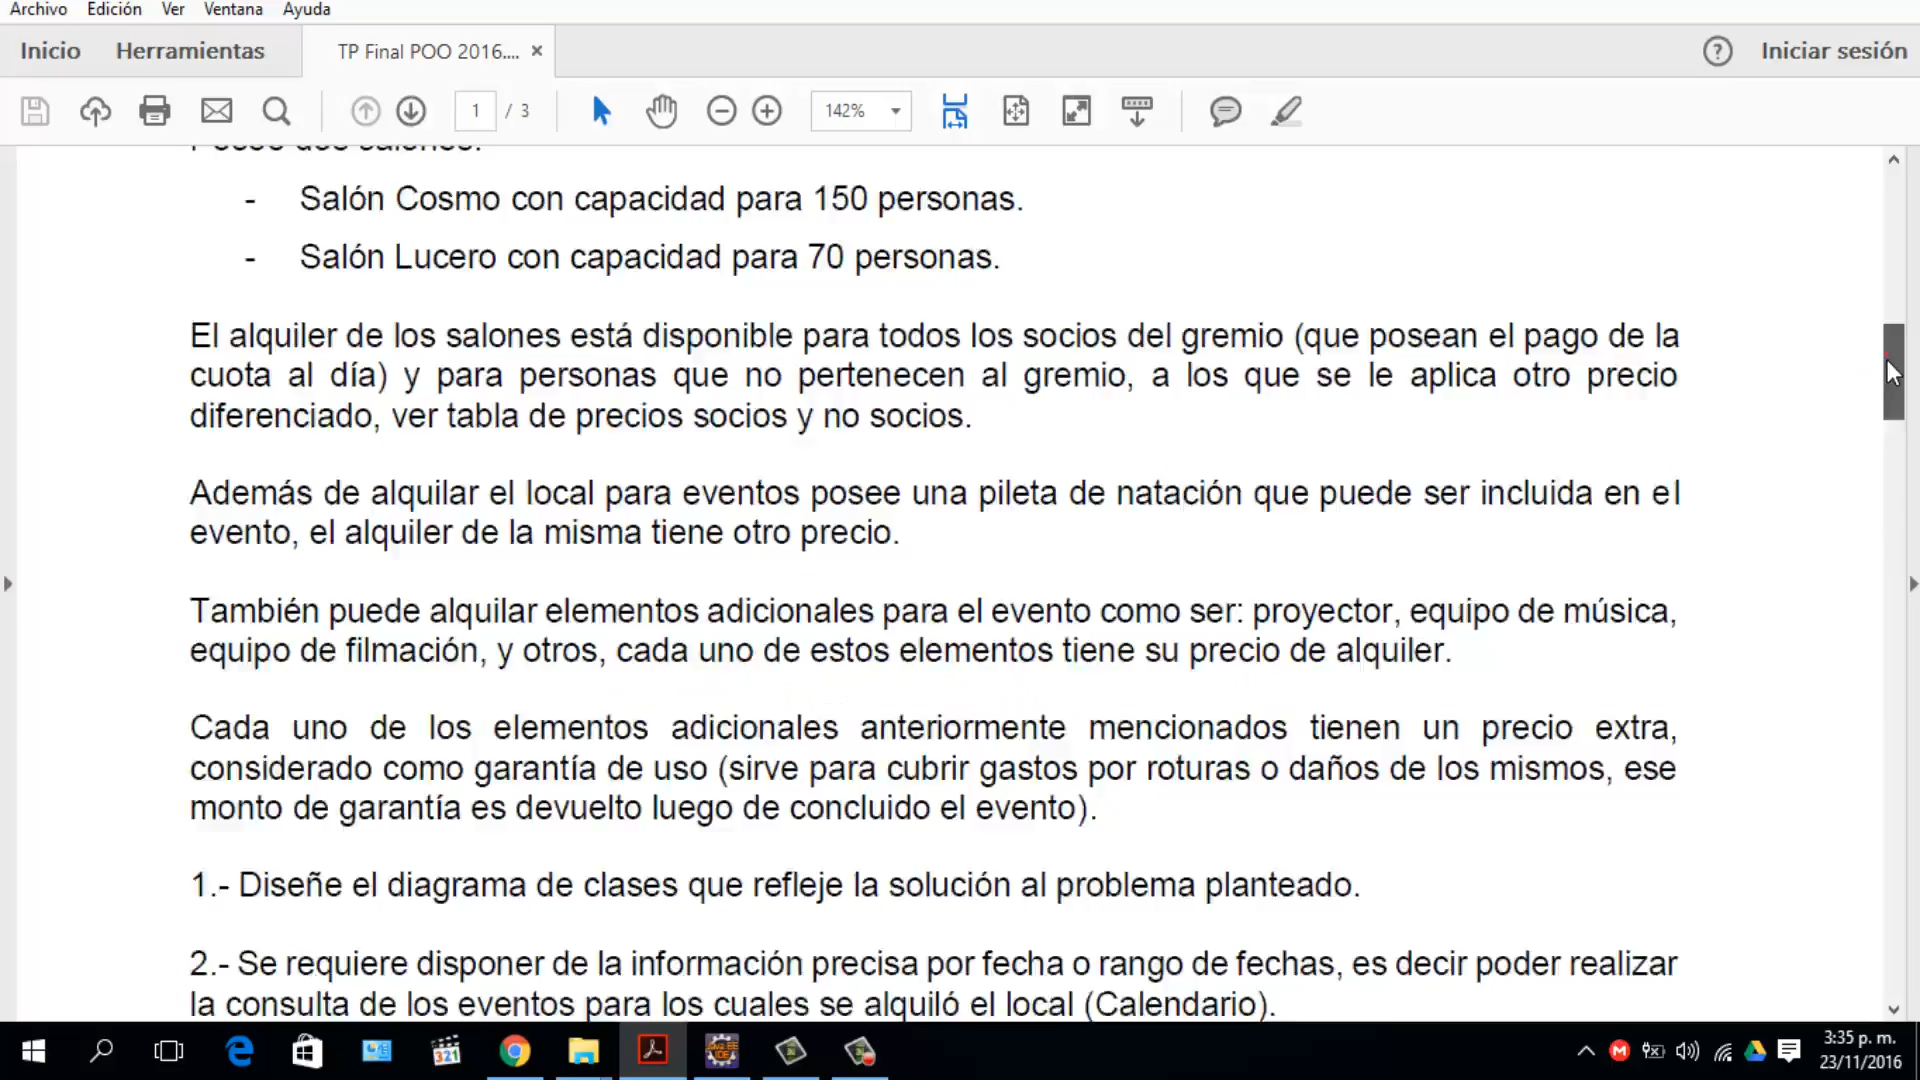 Archivo Edición Ver Ventana Ayuda
Inicio Herramientas TP Final POO 2016.... × ? Iniciar sesión
1 / 3 142%
- Salón Cosmo con capacidad para 150 personas.
- Salón Lucero con capacidad para 70 personas.
El alquiler de los salones está disponible para todos los socios del gremio (que posean el pago de la
cuota al día) y para personas que no pertenecen al gremio, a los que se le aplica otro precio
diferenciado, ver tabla de precios socios y no socios.
Además de alquilar el local para eventos posee una pileta de natación que puede ser incluida en el
evento, el alquiler de la misma tiene otro precio.
También puede alquilar elementos adicionales para el evento como ser: proyector, equipo de música,
equipo de filmación, y otros, cada uno de estos elementos tiene su precio de alquiler.
Cada uno de los elementos adicionales anteriormente mencionados tienen un precio extra,
considerado como garantía de uso (sirve para cubrir gastos por roturas o daños de los mismos, ese
monto de garantía es devuelto luego de concluido el evento).
1.- Diseñe el diagrama de clases que refleje la solución al problema planteado.
2.- Se requiere disponer de la información precisa por fecha o rango de fechas, es decir poder realizar
la consulta de los eventos para los cuales se alquiló el local (Calendario).
321
3:35 p. m.
23/11/2016